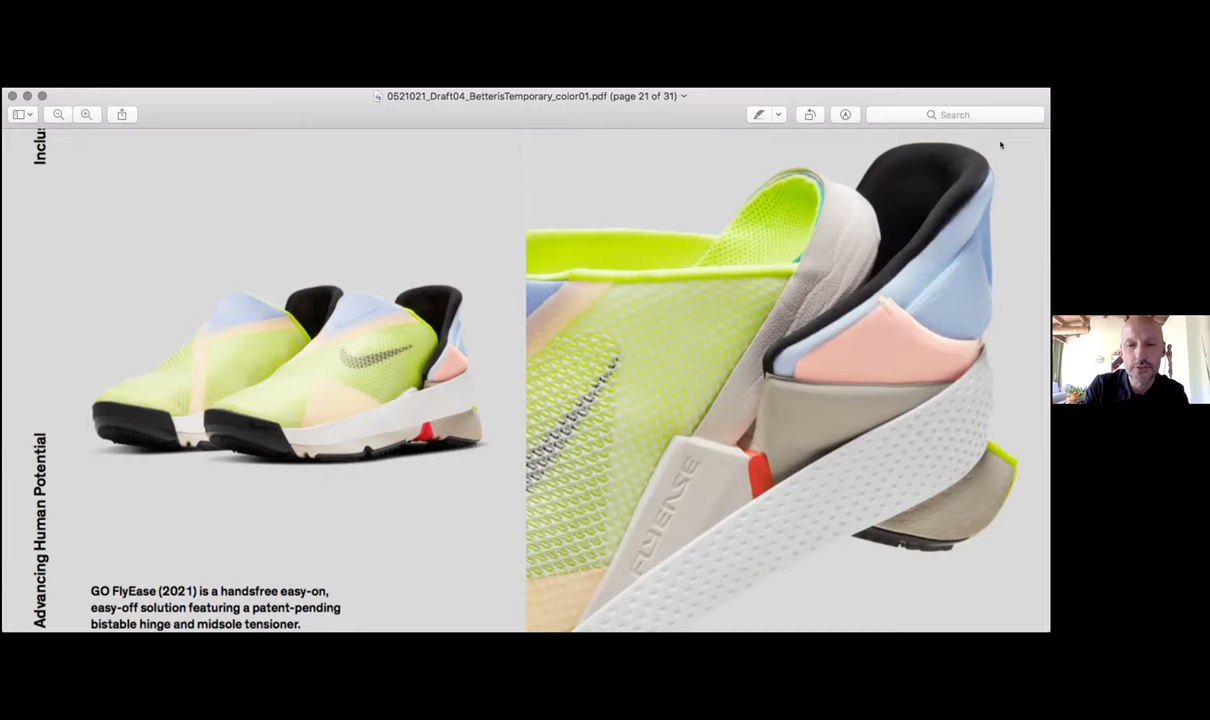 0521021_Draft04_BetterisTemporary_color01.pdf (page 21 of 31)
Search
Inclus
Advancing Human Potential
FLYEASE
GO FlyEase (2021) is a handsfree easy-on,
easy-off solution featuring a patent-pending
bistable hinge and midsole tensioner.